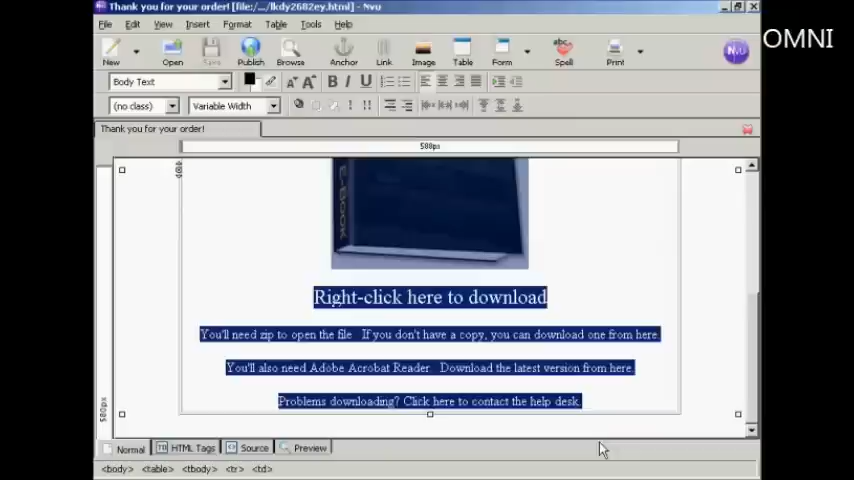 Thank you for your order! [file:/.../lkdy2682ey.html] - Nvu
OMNI
File Edit View Insert Format Table Tools Help
New Open Save Publish Browse Anchor Link Image Table Form Spell Print
Body Text
B I U
(no class) Variable Width
Thank you for your order!
588px
E-BOOK
Right-click here to download
You'll need zip to open the file If you don't have a copy, you can download one from here.
You'll also need Adobe Acrobat Reader Download the latest version from here.
Problems downloading? Click here to contact the help desk.
580px
Normal HTML Tags Source Preview
<body> <table> <tbody> <tr> <td>